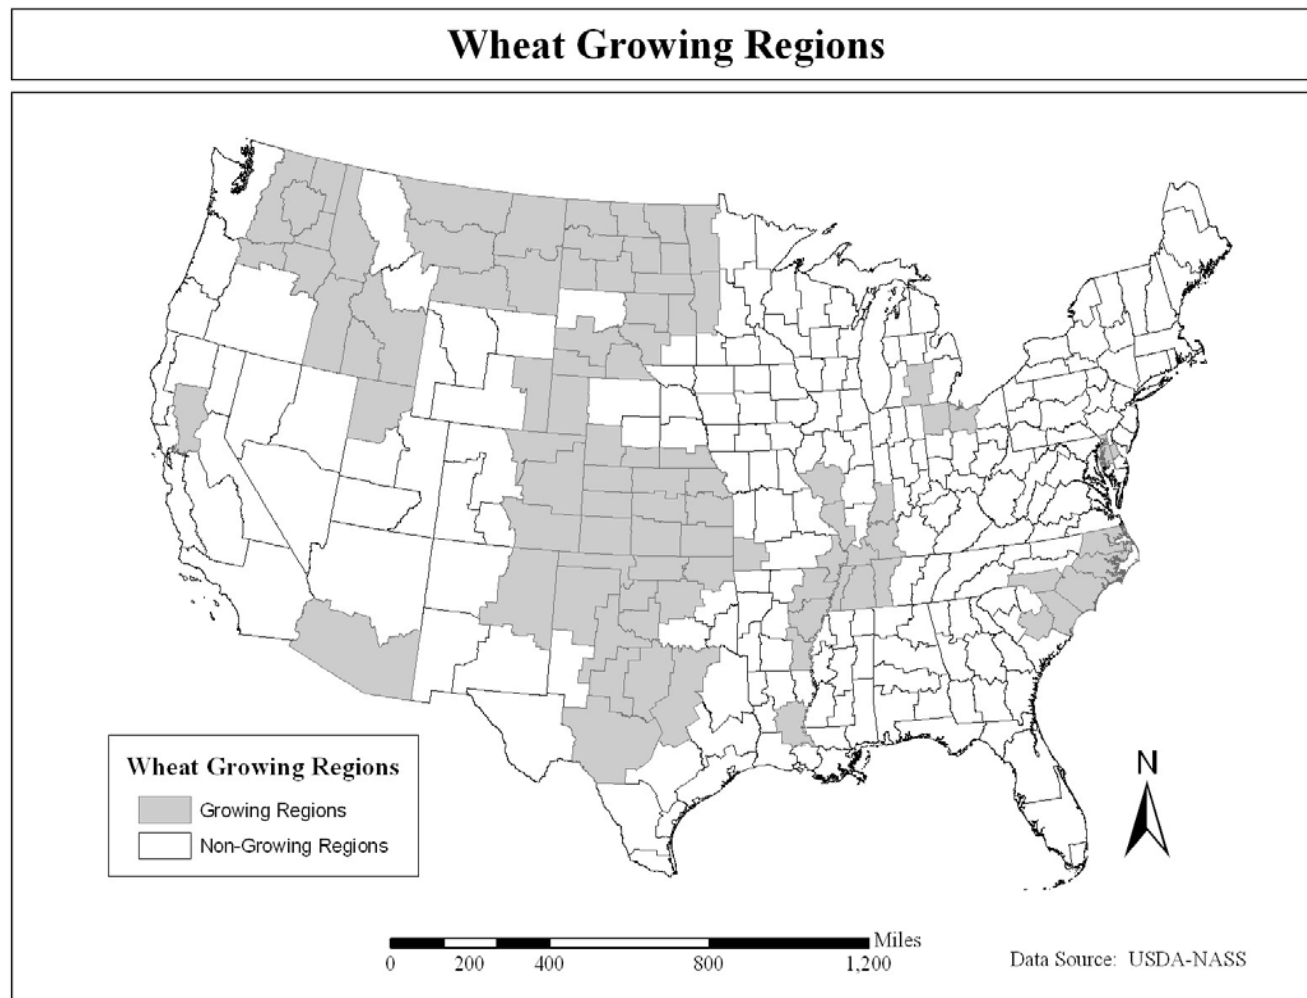 Wheat Growing Regions
N
Wheat Growing Regions
Growing Regions
Non-Growing Regions
Miles
0 200 400 800 1,200
Data Source: USDA-NASS